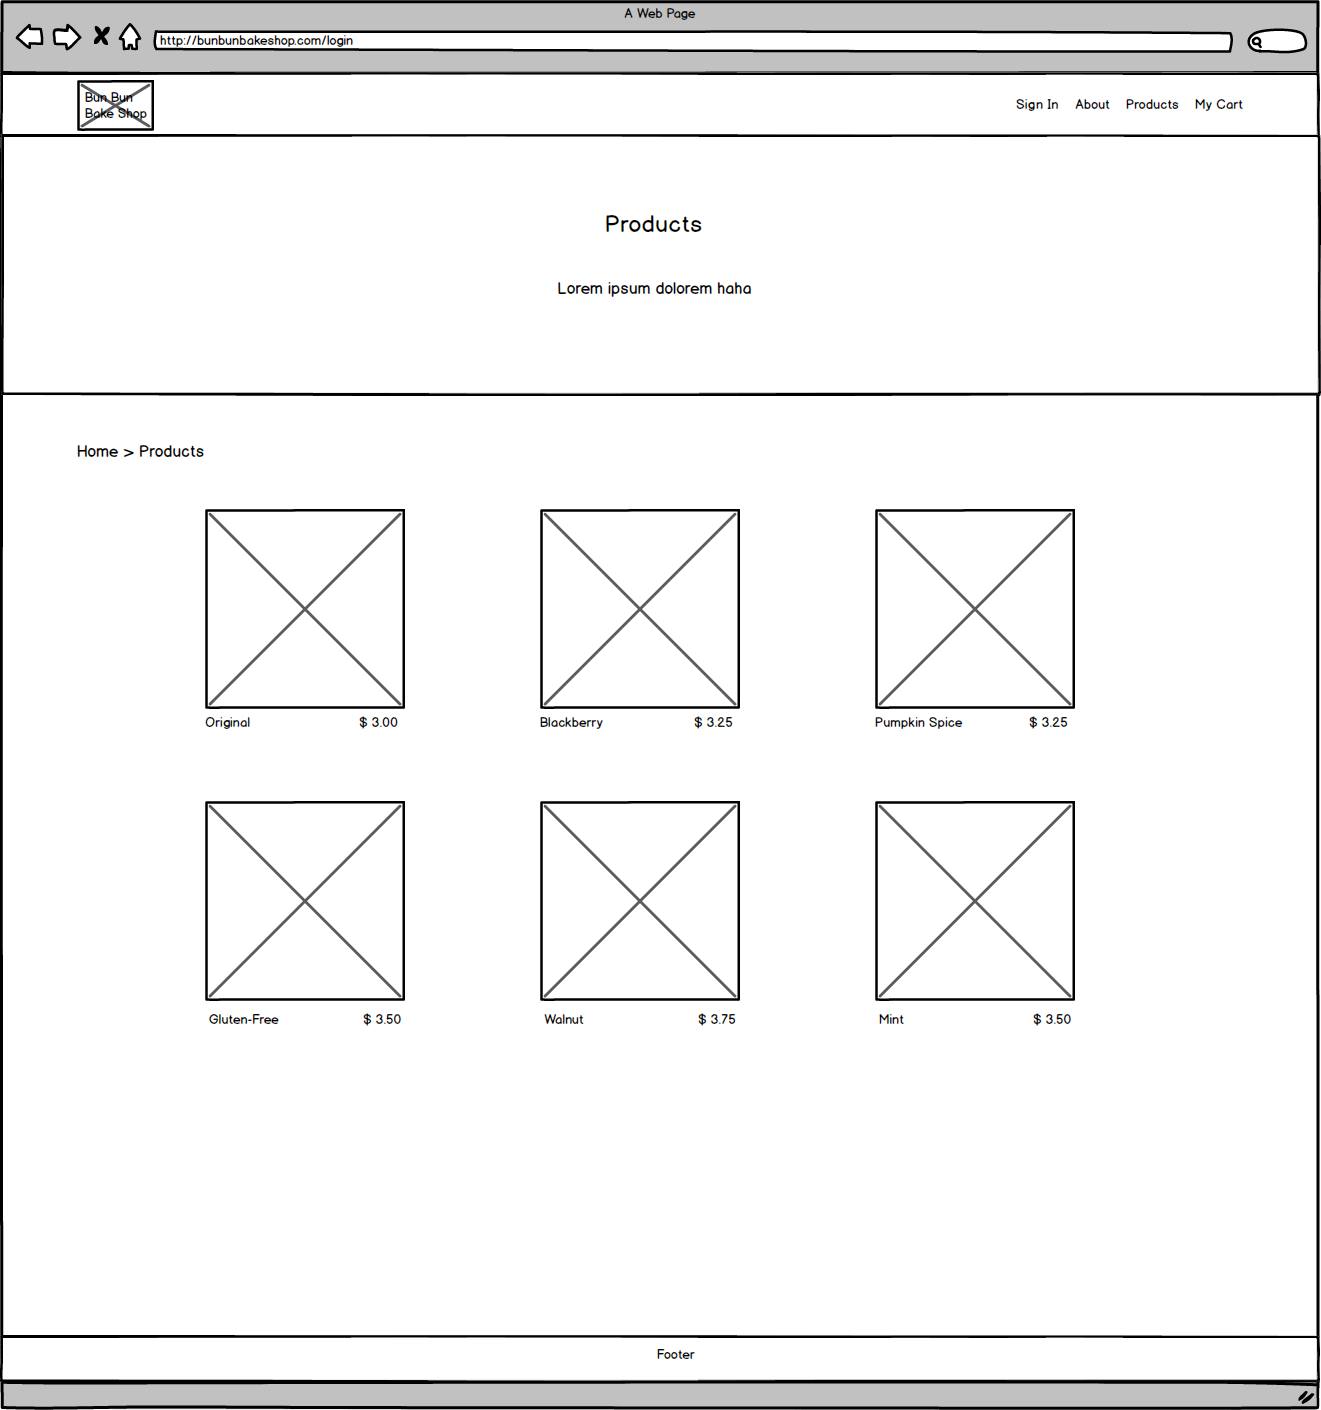 A Web Page
http://bunbunbakeshop.com/login
Bun Bun
Bake Shop
Sign In About Products My Cart
Products
Lorem ipsum dolorem haha
Home > Products
Original $ 3.00 Blackberry $ 3.25 Pumpkin Spice $ 3.25
Gluten-Free $ 3.50 Walnut $ 3.75 Mint $ 3.50
Footer